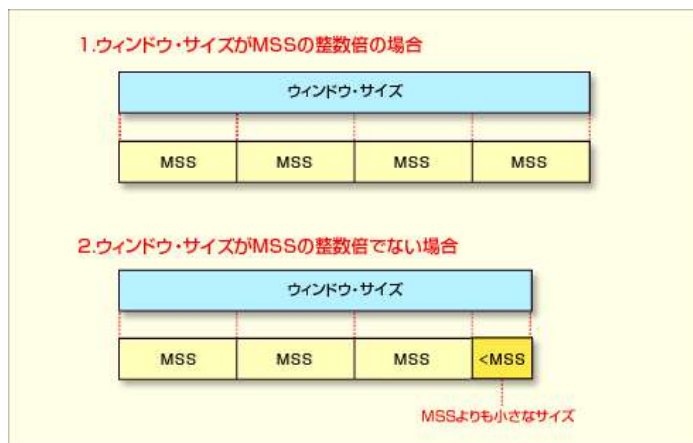 1.ウィンドウ・サイズがMSSの整数倍の場合
ウィンドウ・サイズ
MSS MSS MSS MSS
2.ウィンドウ・サイズがMSSの整数倍でない場合
ウィンドウ・サイズ
MSS MSS MSS <MSS
MSSよりも小さなサイズ